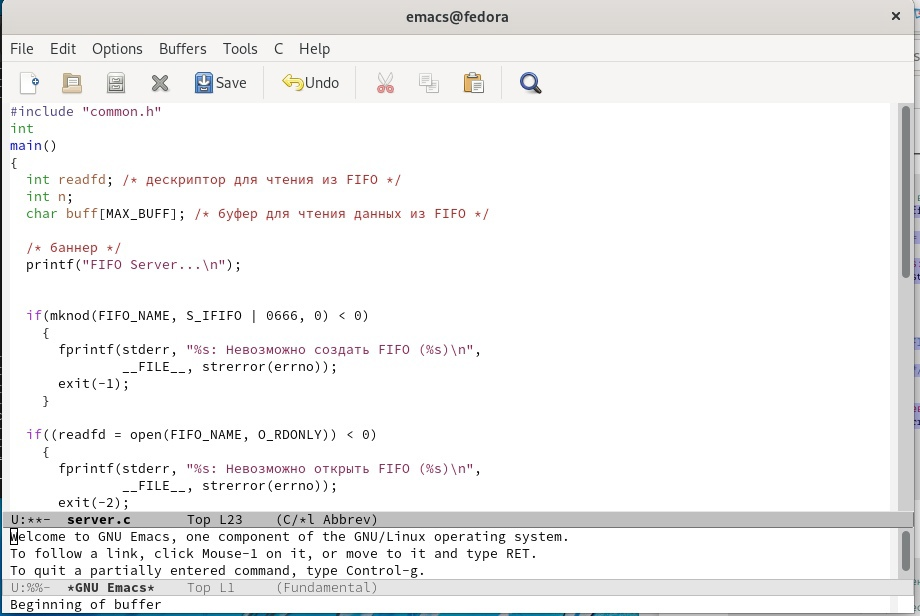 emacs@fedora
File Edit Options Buffers Tools C Help
Save Undo
#include "common.h"
int
main()
{
  int readfd; /* дескриптор для чтения из FIFO */
  int n;
  char buff[MAX_BUFF]; /* буфер для чтения данных из FIFO */
  /* баннер */
  printf("FIFO Server...\n");
  if(mknod(FIFO_NAME, S_IFIFO | 0666, 0) < 0)
    {
      fprintf(stderr, "%s: Невозможно создать FIFO (%s)\n",
              __FILE__, strerror(errno));
      exit(-1);
    }
  if((readfd = open(FIFO_NAME, O_RDONLY)) < 0)
    {
      fprintf(stderr, "%s: Невозможно открыть FIFO (%s)\n",
              __FILE__, strerror(errno));
      exit(-2);
U:**-  server.c       Top L23    (C/*l Abbrev)
Welcome to GNU Emacs, one component of the GNU/Linux operating system.
To follow a link, click Mouse-1 on it, or move to it and type RET.
To quit a partially entered command, type Control-g.
U:%%-  *GNU Emacs*    Top L1     (Fundamental)
Beginning of buffer